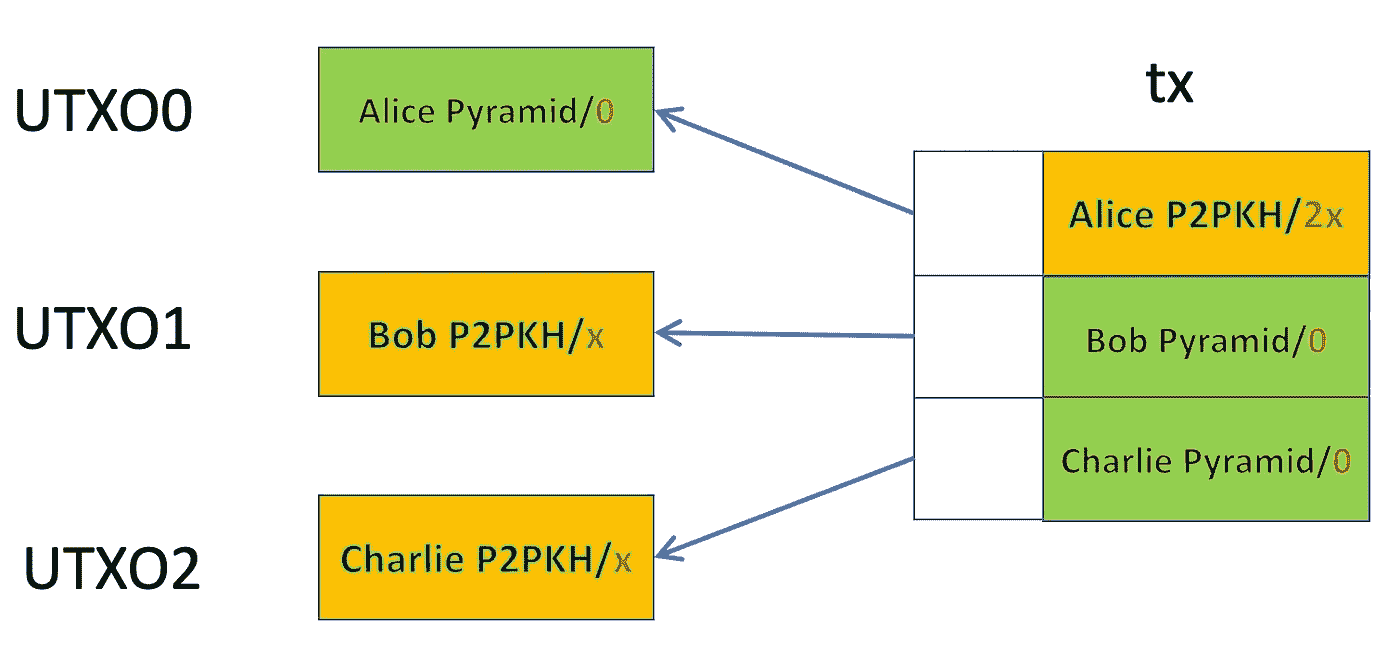 UTXO0
Alice Pyramid/0
tx
Alice P2PKH/2x
UTXO1
Bob P2PKH/x
Bob Pyramid/0
Charlie Pyramid/0
UTXO2
Charlie P2PKH/x